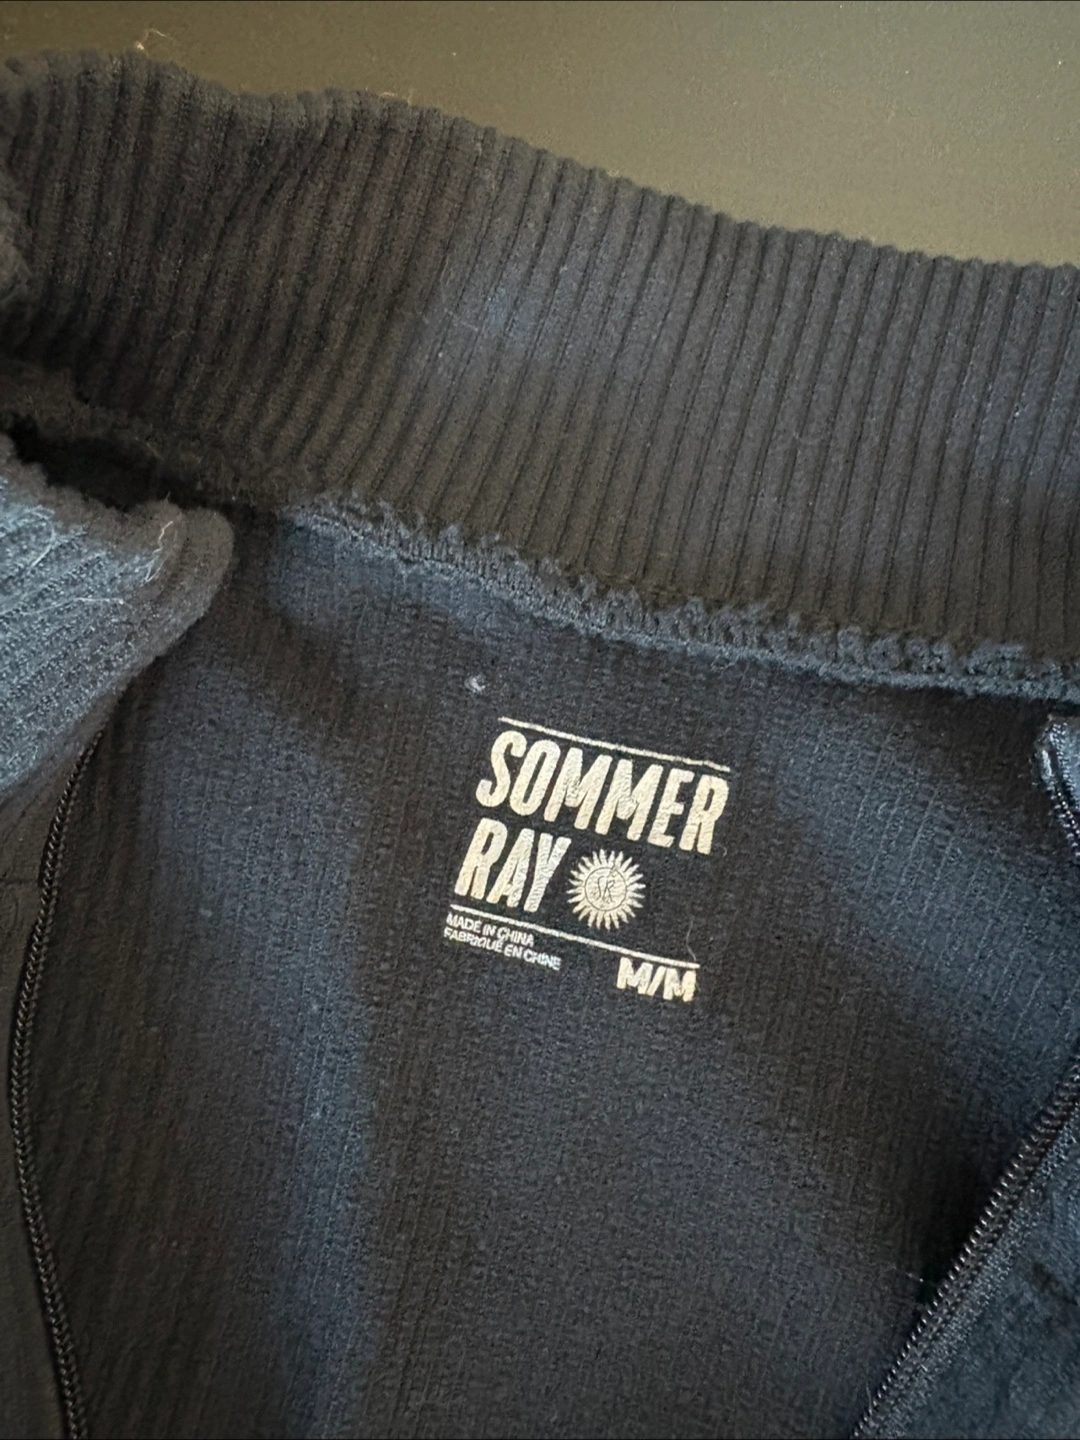 SOMMER
RAY
MADE IN CHINA
FABRIQUÉ EN CHINE
M/M